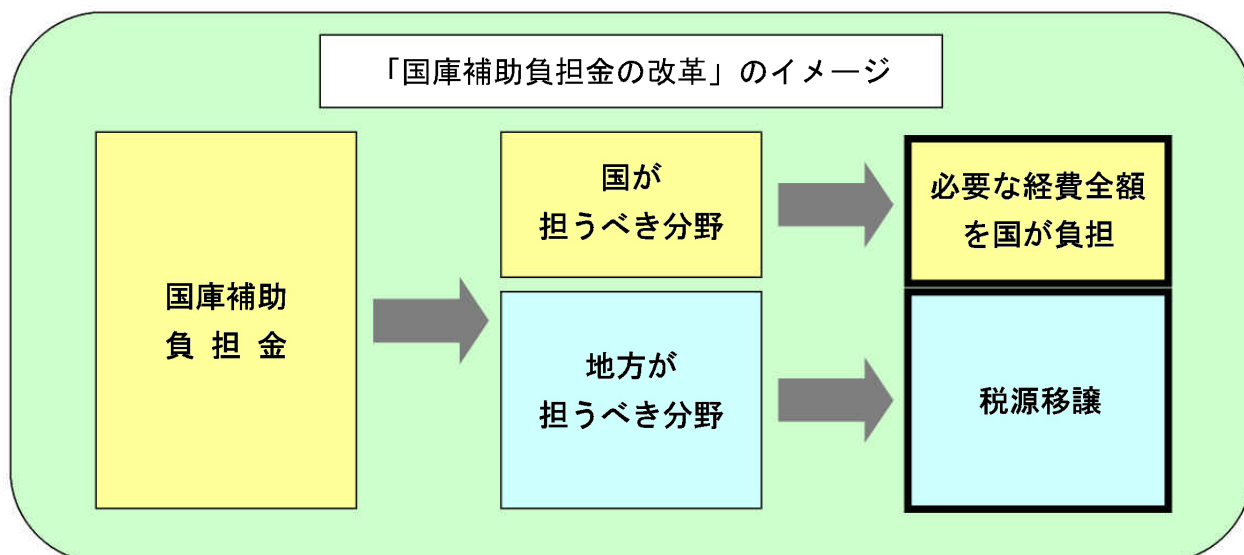 「国庫補助負担金の改革」のイメージ
国庫補助
負 担 金
国が
担うべき分野
地方が
担うべき分野
必要な経費全額
を国が負担
税源移譲